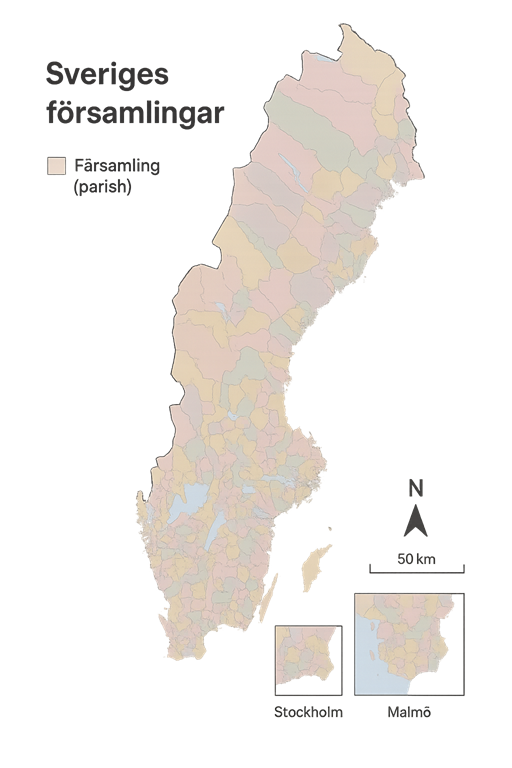 Sveriges
församlingar
Färsamling
(parish)
N
50 km
Stockholm
Malmö